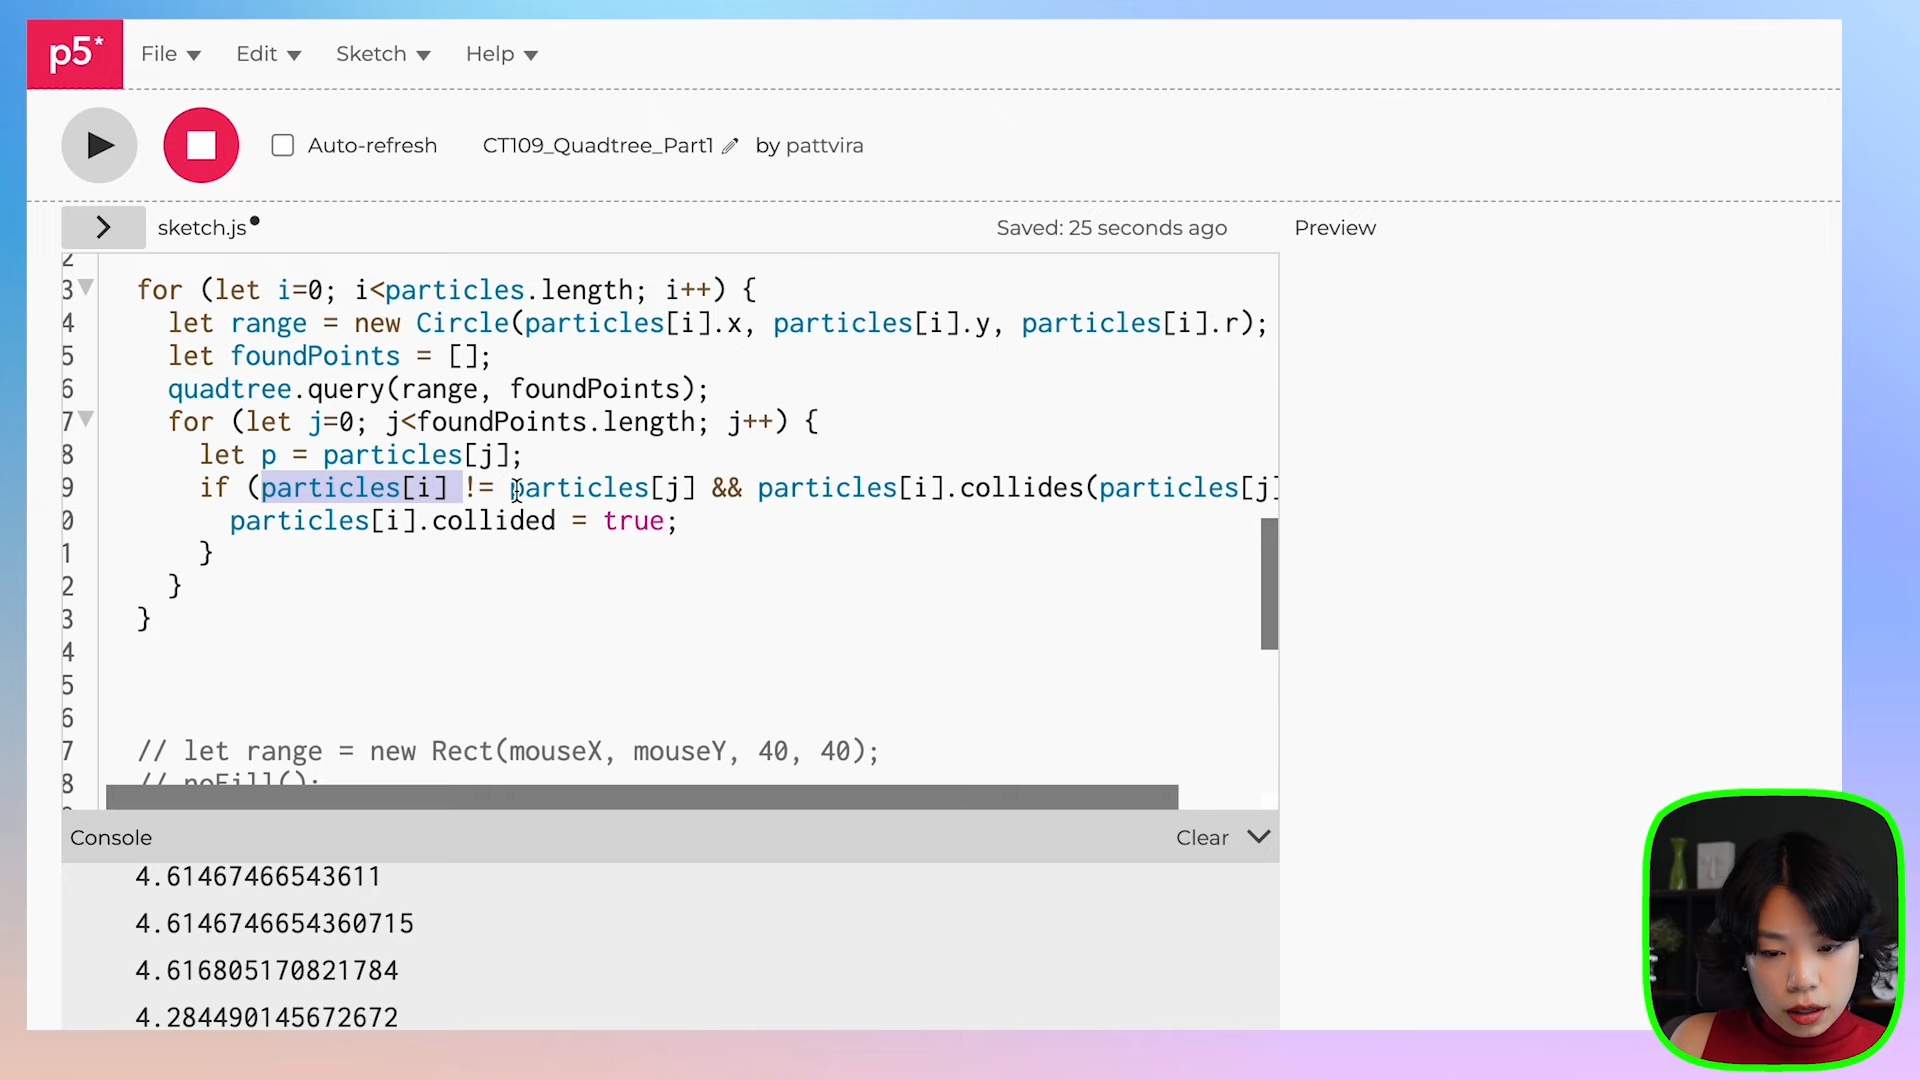 p5*
File Edit Sketch Help
Auto-refresh CT109_Quadtree_Part1 by pattvira
sketch.js Saved: 25 seconds ago Preview
2
3 for (let i=0; i<particles.length; i++) {
4 let range = new Circle(particles[i].x, particles[i].y, particles[i].r);
5 let foundPoints = [];
6 quadtree.query(range, foundPoints);
7 for (let j=0; j<foundPoints.length; j++) {
8 let p = particles[j];
9 if (particles[i] != particles[j] && particles[i].collides(particles[j]
0 particles[i].collided = true;
1 }
2 }
3 }
4
5
6
7 // let range = new Rect(mouseX, mouseY, 40, 40);
8 // noFill();
Console Clear
4.61467466543611
4.6146746654360715
4.616805170821784
4.284490145672672